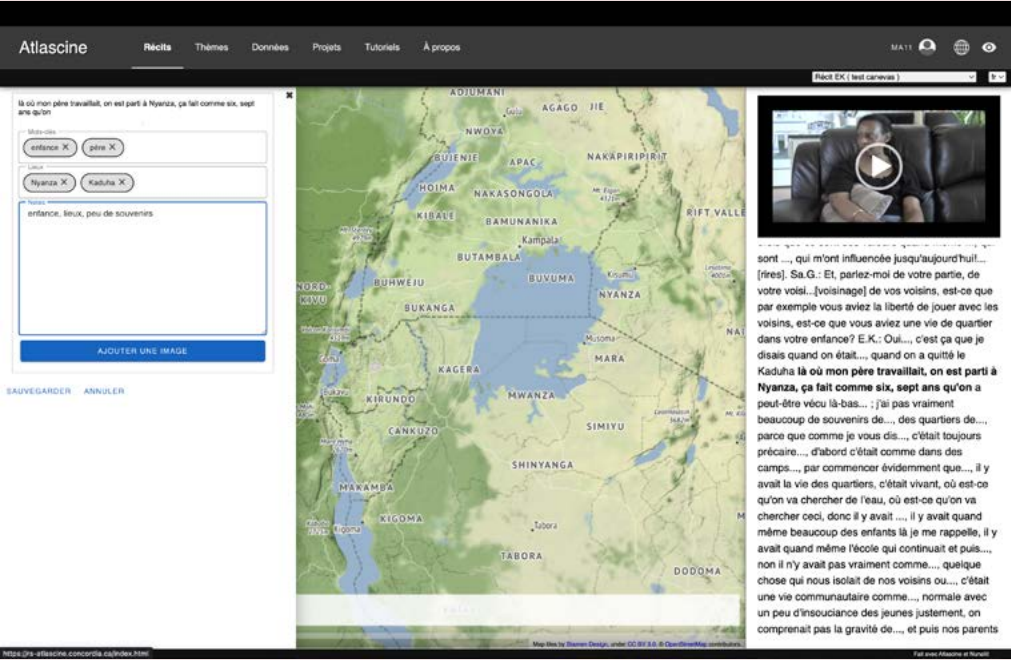 Atlascine
Récits
Thèmes
Données
Projets
Tutoriels
À propos
MA11
Récit EK ( test canevas )
fr
là où mon père travaillait, on est parti à Nyanza, ça fait comme six, sept
ans qu'on
Mots-clés
enfance
père
Lieux
Nyanza
Kaduha
Notes
enfance, lieux, peu de souvenirs
AJOUTER UNE IMAGE
SAUVEGARDER ANNULER
ADJUMANI
Gulu
AGAGO
JIE
NWOYA
BULIISA
BUJENJE
APAC
NAKAPIRIPIRIT
HOIMA
NAKASONGOLA
Mt. Elgon
4321m
KIBALE
BAMUNANIKA
RIFT VALLE
Kampala
BUTAMBALA
NORD-
KIVU
BUHWEJU
BUVUMA
Kisumu
NYANZA
BUKANGA
NAI
Musoma
Goma
MARA
KAGERA
Bukavu
KIRUNDO
MWANZA
CANKUZO
SIMIYU
SHINYANGA
MAKAMBA
KIGOMA
Kigoma
Tabora
TABORA
DODOMA
Map tiles by Stamen Design, under CC BY 3.0. © OpenStreetMap contributors.
sont ..., qui m'ont influencée jusqu'aujourd'hui!...
[rires]. Sa.G.: Et, parlez-moi de votre partie, de
votre voisi...[voisinage] de vos voisins, est-ce que
par exemple vous aviez la liberté de jouer avec les
voisins, est-ce que vous aviez une vie de quartier
dans votre enfance? E.K.: Oui..., c'est ça que je
disais quand on était..., quand on a quitté le
Kaduha là où mon père travaillait, on est parti à
Nyanza, ça fait comme six, sept ans qu'on a
peut-être vécu là-bas... ; j'ai pas vraiment
beaucoup de souvenirs de..., des quartiers de...,
parce que comme je vous dis..., c'était toujours
précaire..., d'abord c'était comme dans des
camps..., par commencer évidemment que..., il y
avait la vie des quartiers, c'était vivant, où est-ce
qu'on va chercher de l'eau, où est-ce qu'on va
chercher ceci, donc il y avait ..., il y avait quand
même beaucoup des enfants là je me rappelle, il y
avait quand même l'école qui continuait et puis...,
non il n'y avait pas vraiment comme..., quelque
chose qui nous isolait de nos voisins ou..., c'était
une vie communautaire comme..., normale avec
un peu d'insouciance des jeunes justement, on
comprenait pas la gravité de..., et puis nos parents
https://rs-atlascine.concordia.ca/index.html
Fait avec Atlascine et Nunaliit